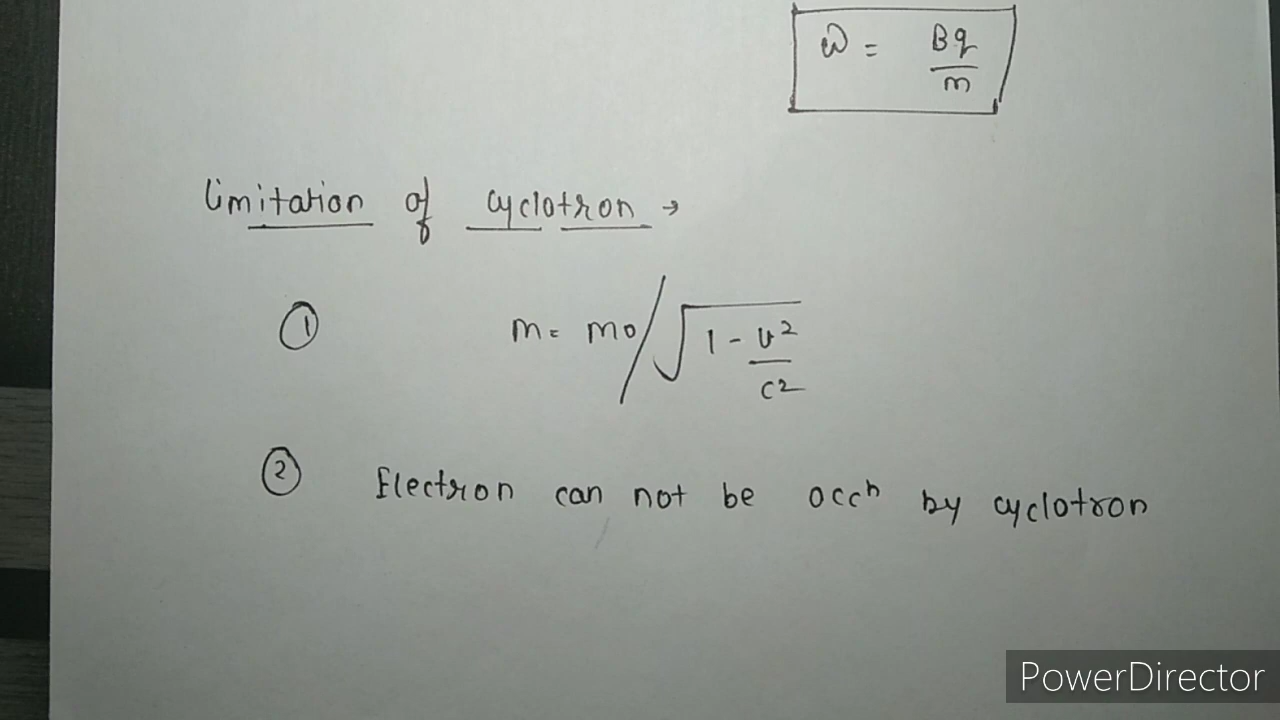 ω = Bq/m
limitation of cyclotron →
① m = m0/√(1 - v²/c²)
② Electron can not be accn by cyclotron
PowerDirector